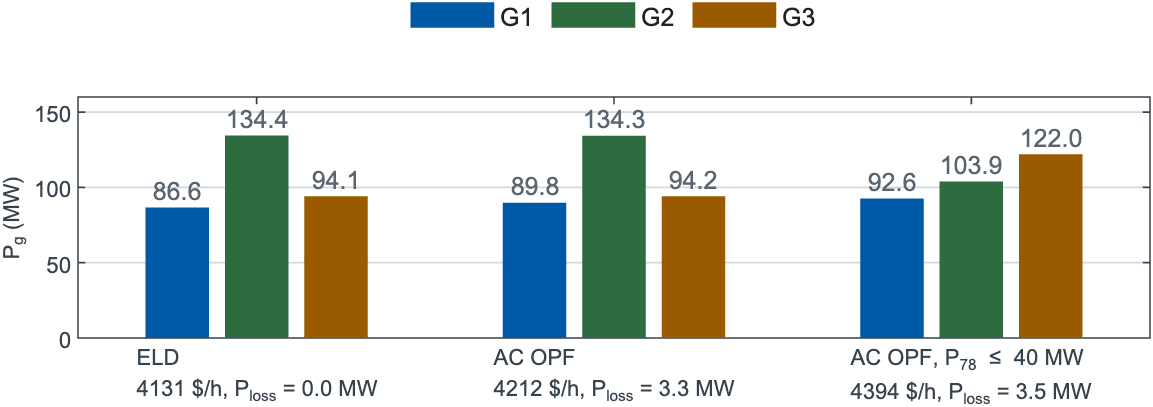 G1 G2 G3
150
134.4 134.3
122.0
103.9
100
86.6 94.1 89.8 94.2 92.6
50
0
P_g (MW)
ELD AC OPF AC OPF, P_78 ≤ 40 MW
4131 $/h, P_loss = 0.0 MW 4212 $/h, P_loss = 3.3 MW 4394 $/h, P_loss = 3.5 MW